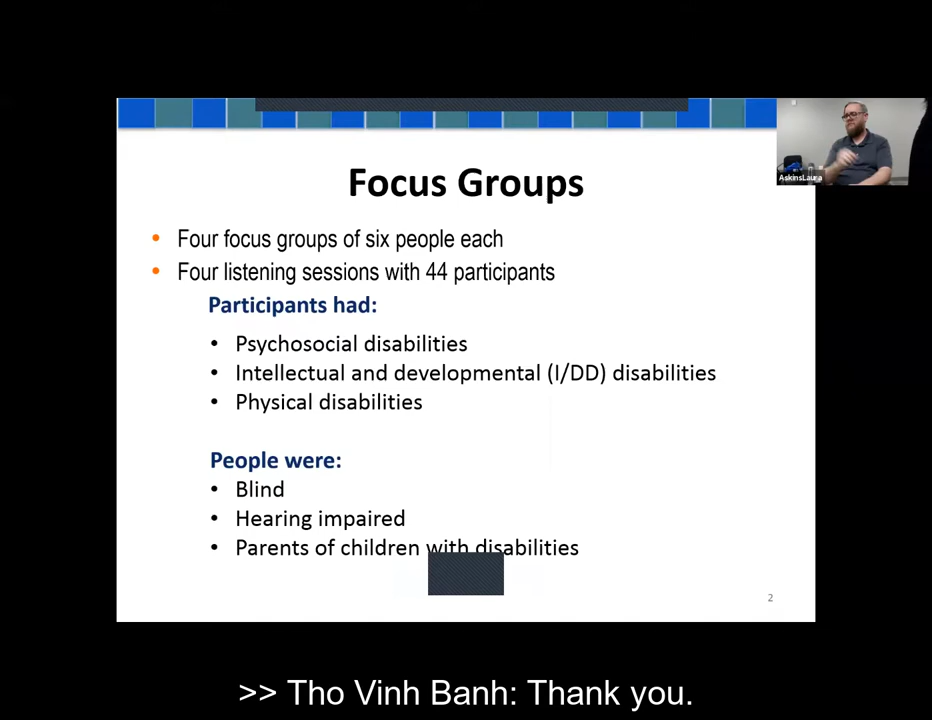 AskinsLaura
Focus Groups
• Four focus groups of six people each
• Four listening sessions with 44 participants
Participants had:
• Psychosocial disabilities
• Intellectual and developmental (I/DD) disabilities
• Physical disabilities
People were:
• Blind
• Hearing impaired
• Parents of children with disabilities
2
>> Tho Vinh Banh: Thank you.